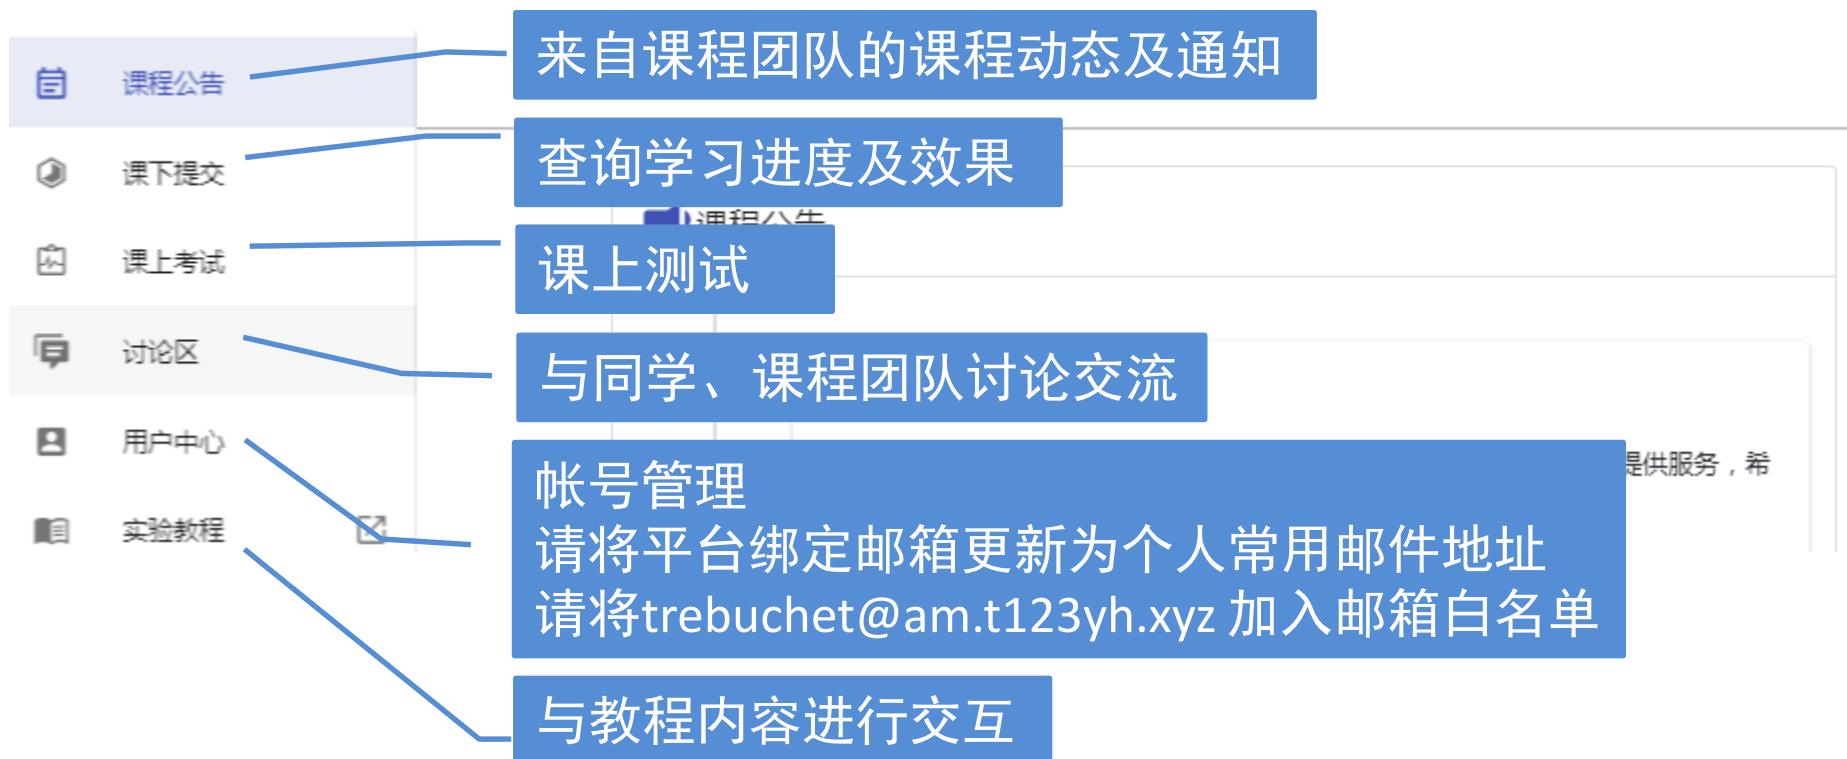 课程公告
来自课程团队的课程动态及通知
课下提交
查询学习进度及效果
课程公告
课上考试
课上测试
讨论区
与同学、课程团队讨论交流
用户中心
帐号管理
提供服务，希
请将平台绑定邮箱更新为个人常用邮件地址
请将trebuchet@am.t123yh.xyz 加入邮箱白名单
实验教程
与教程内容进行交互